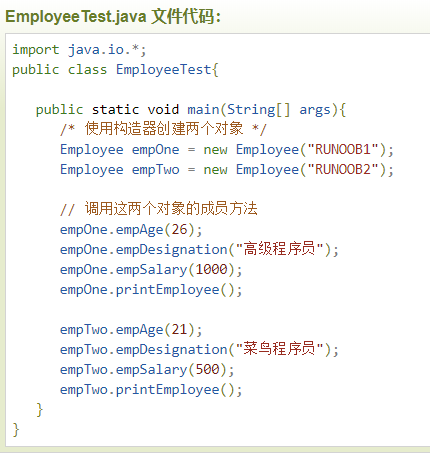 EmployeeTest.java 文件代码：
import java.io.*;
public class EmployeeTest{
public static void main(String[] args){
/* 使用构造器创建两个对象 */
Employee empOne = new Employee("RUNOOB1");
Employee empTwo = new Employee("RUNOOB2");
// 调用这两个对象的成员方法
empOne.empAge(26);
empOne.empDesignation("高级程序员");
empOne.empSalary(1000);
empOne.printEmployee();
empTwo.empAge(21);
empTwo.empDesignation("菜鸟程序员");
empTwo.empSalary(500);
empTwo.printEmployee();
}
}